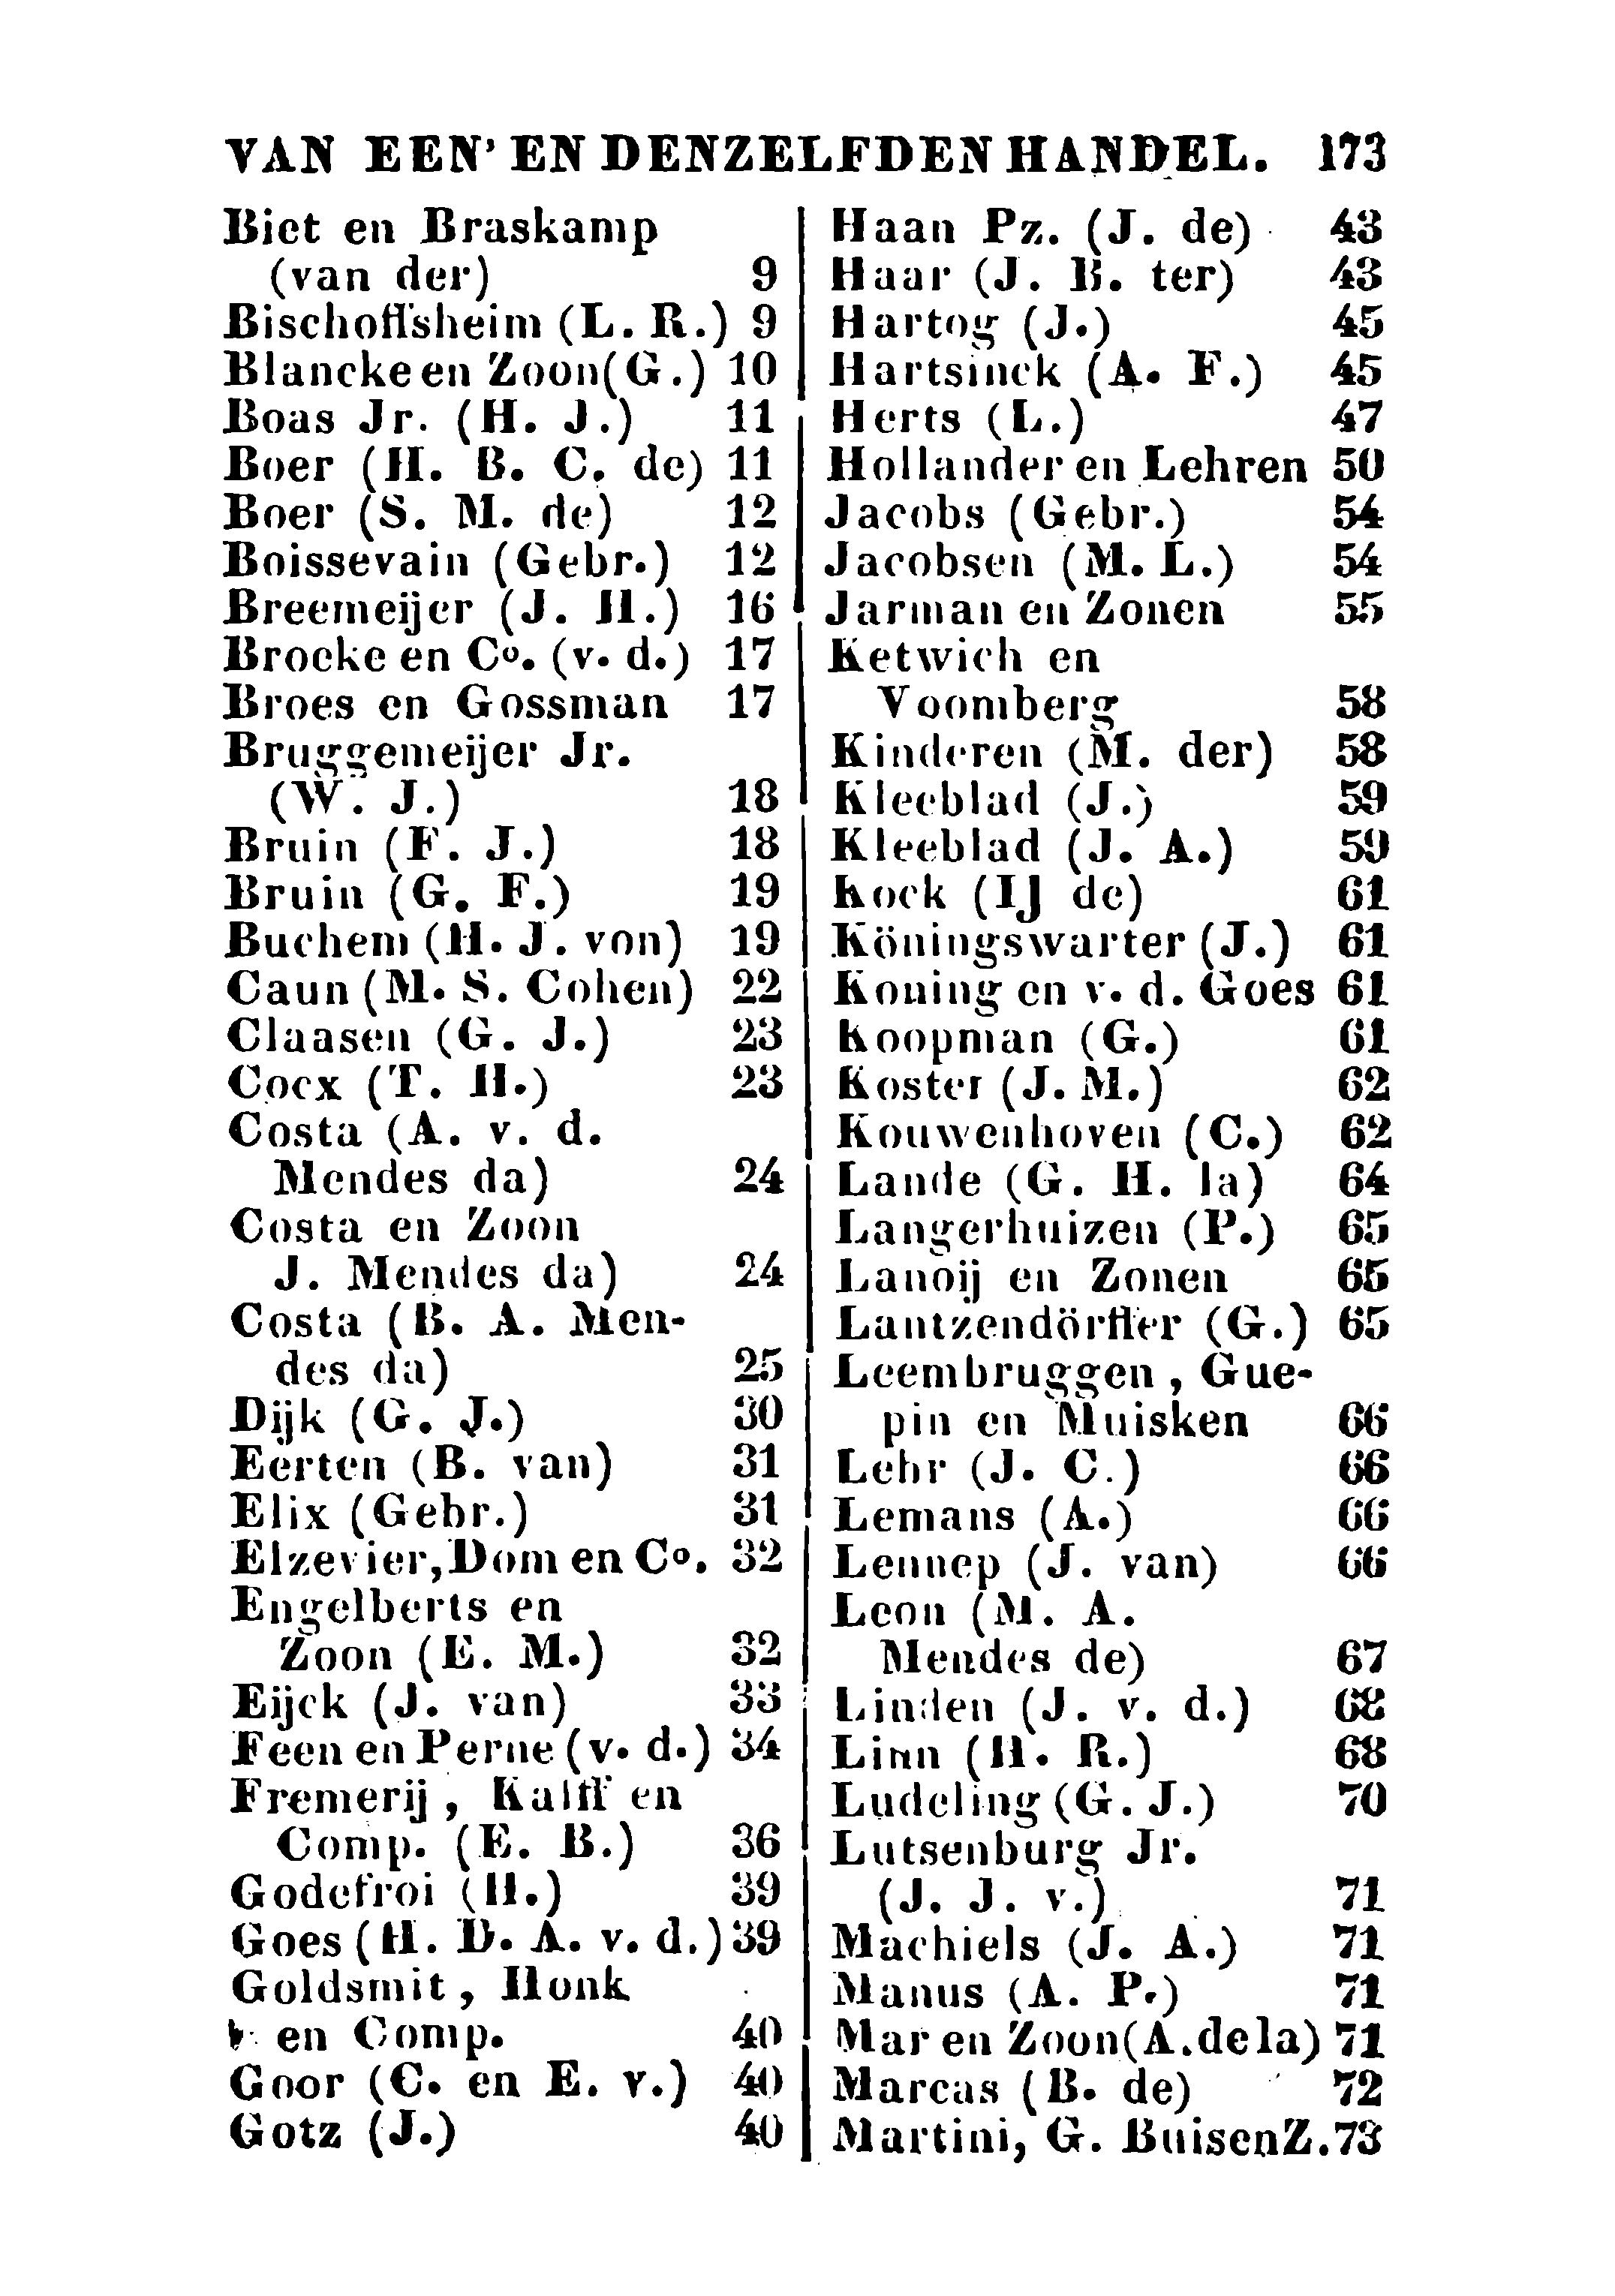 VAN EEN' EN DENZELFDEN HANDEL. 173
Biet en Braskamp
(van der) 9
Bischoffsheim (L. R.) 9
Blancke en Zoon (G.) 10
Boas Jr. (H. J.) 11
Boer (H. B. C. de) 11
Boer (S. M. de) 12
Boissevain (Gebr.) 12
Breemeijer (J. H.) 16
Brocke en Co. (v. d.) 17
Broes en Gossman 17
Bruggemeijer Jr.
(W. J.) 18
Bruin (F. J.) 18
Bruin (G. F.) 19
Buchem (H. J. von) 19
Caun (M. S. Cohen) 22
Claasen (G. J.) 23
Cocx (T. H.) 23
Costa (A. v. d.
Mendes da) 24
Costa en Zoon
J. Mendes da) 24
Costa (B. A. Men-
des da) 25
Dijk (G. J.) 30
Eerten (B. van) 31
Elix (Gebr.) 31
Elzevier, Dom en Co. 32
Engelberts en
Zoon (E. M.) 32
Eijck (J. van) 33
Feen en Perne (v. d.) 34
Fremerij, Kalff en
Comp. (E. B.) 36
Godefroi (H.) 39
Goes (H. D. A. v. d.) 39
Goldsmit, Honk
en Comp. 40
Goor (C. en E. v.) 40
Gotz (J.) 40
Haan Pz. (J. de) 43
Haar (J. B. ter) 43
Hartog (J.) 45
Hartsinck (A. F.) 45
Herts (L.) 47
Hollander en Lehren 50
Jacobs (Gebr.) 54
Jacobsen (M. L.) 54
Jarman en Zonen 55
Ketwich en
Voomberg 58
Kinderen (M. der) 58
Kleeblad (J.) 59
Kleeblad (J. A.) 59
Kock (IJ de) 61
Köningswarter (J.) 61
Koning en v. d. Goes 61
Koopman (G.) 61
Koster (J. M.) 62
Kouwenhoven (C.) 62
Lande (G. H. la) 64
Langerhuizen (P.) 65
Lanoij en Zonen 65
Lantzendörffer (G.) 65
Leembruggen, Gue-
pin en Muisken 66
Lehr (J. C.) 66
Lemans (A.) 66
Lennep (J. van) 66
Leon (M. A.
Mendes de) 67
Linden (J. v. d.) 68
Linn (H. R.) 68
Ludeling (G. J.) 70
Lutsenburg Jr.
(J. J. v.) 71
Machiels (J. A.) 71
Manus (A. P.) 71
Mar en Zoon (A. de la) 71
Marcas (B. de) 72
Martini, G. Buisen Z. 73